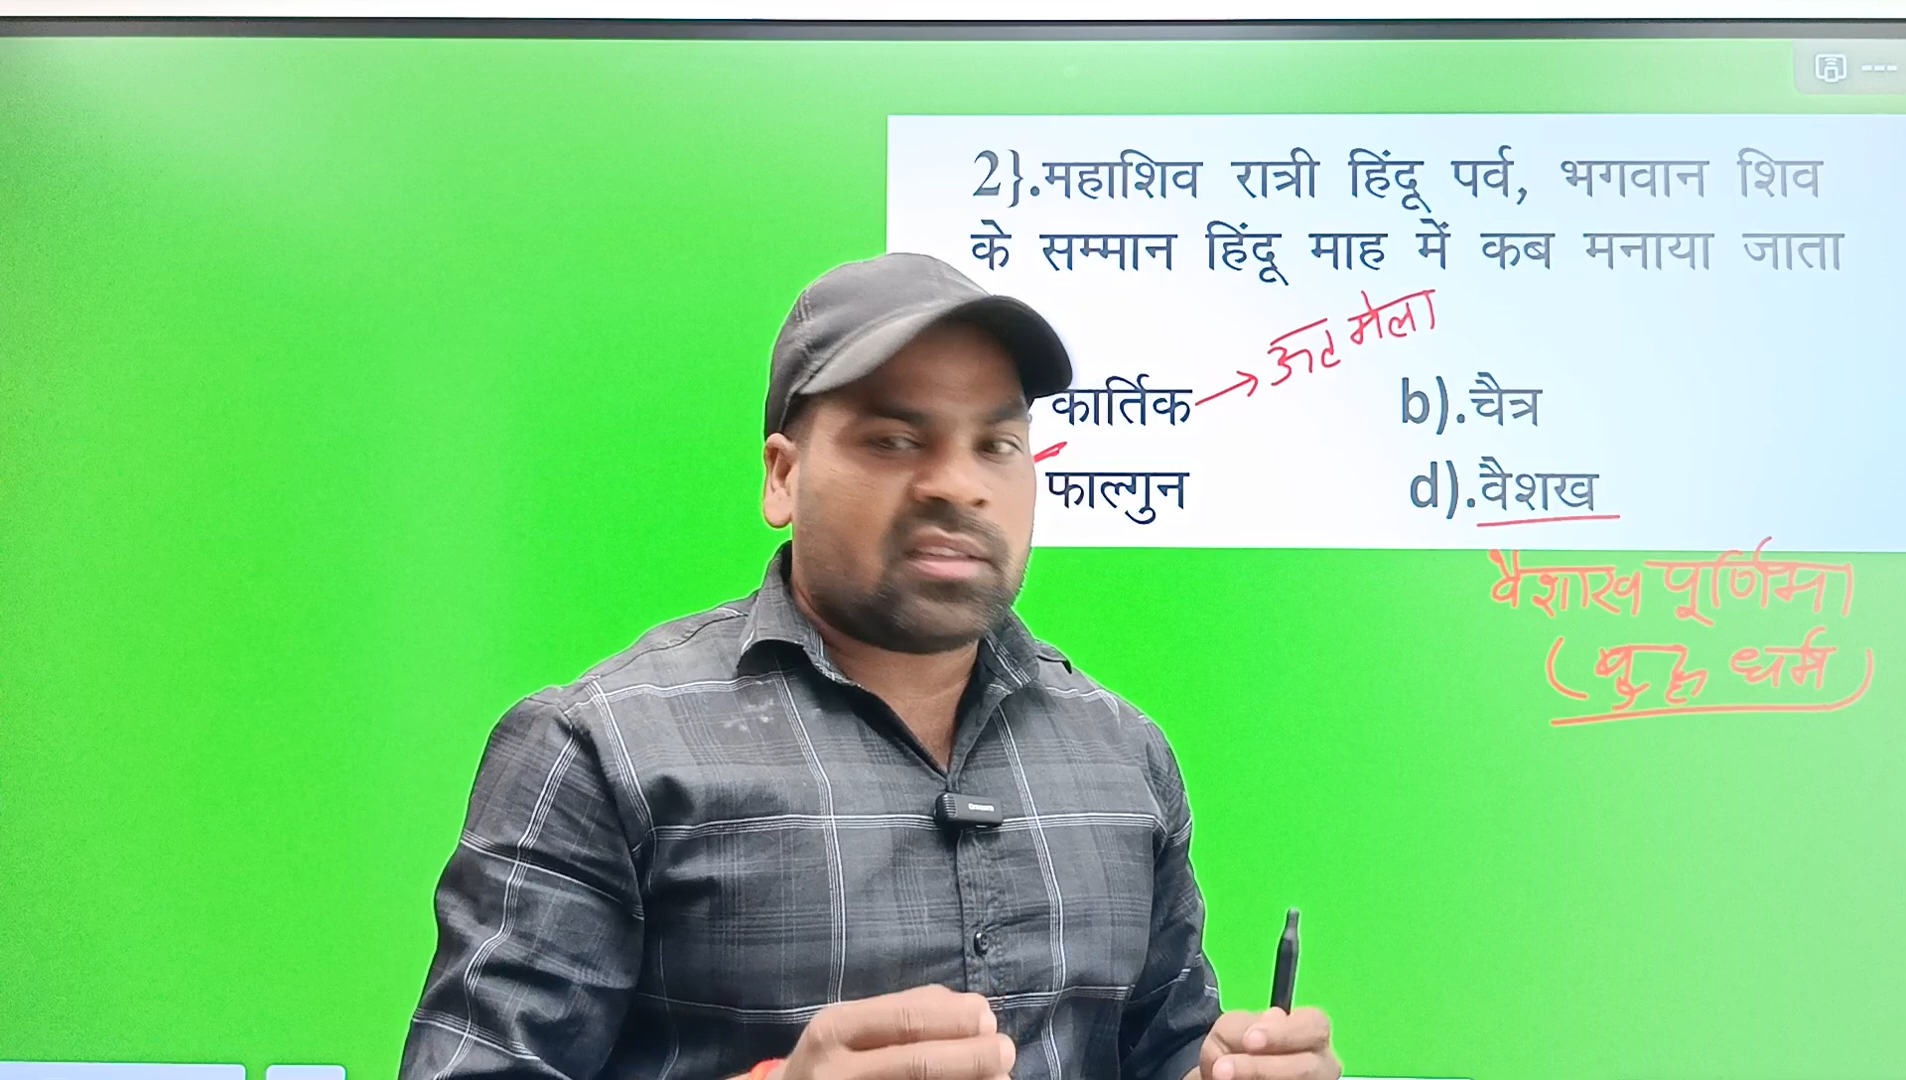 2}.महाशिव रात्री हिंदू पर्व, भगवान शिव
के सम्मान हिंदू माह में कब मनाया जाता
ऊट मेला
कार्तिक b).चैत्र
फाल्गुन d).वैशख
वैशाख पूर्णिमा
धर्म)